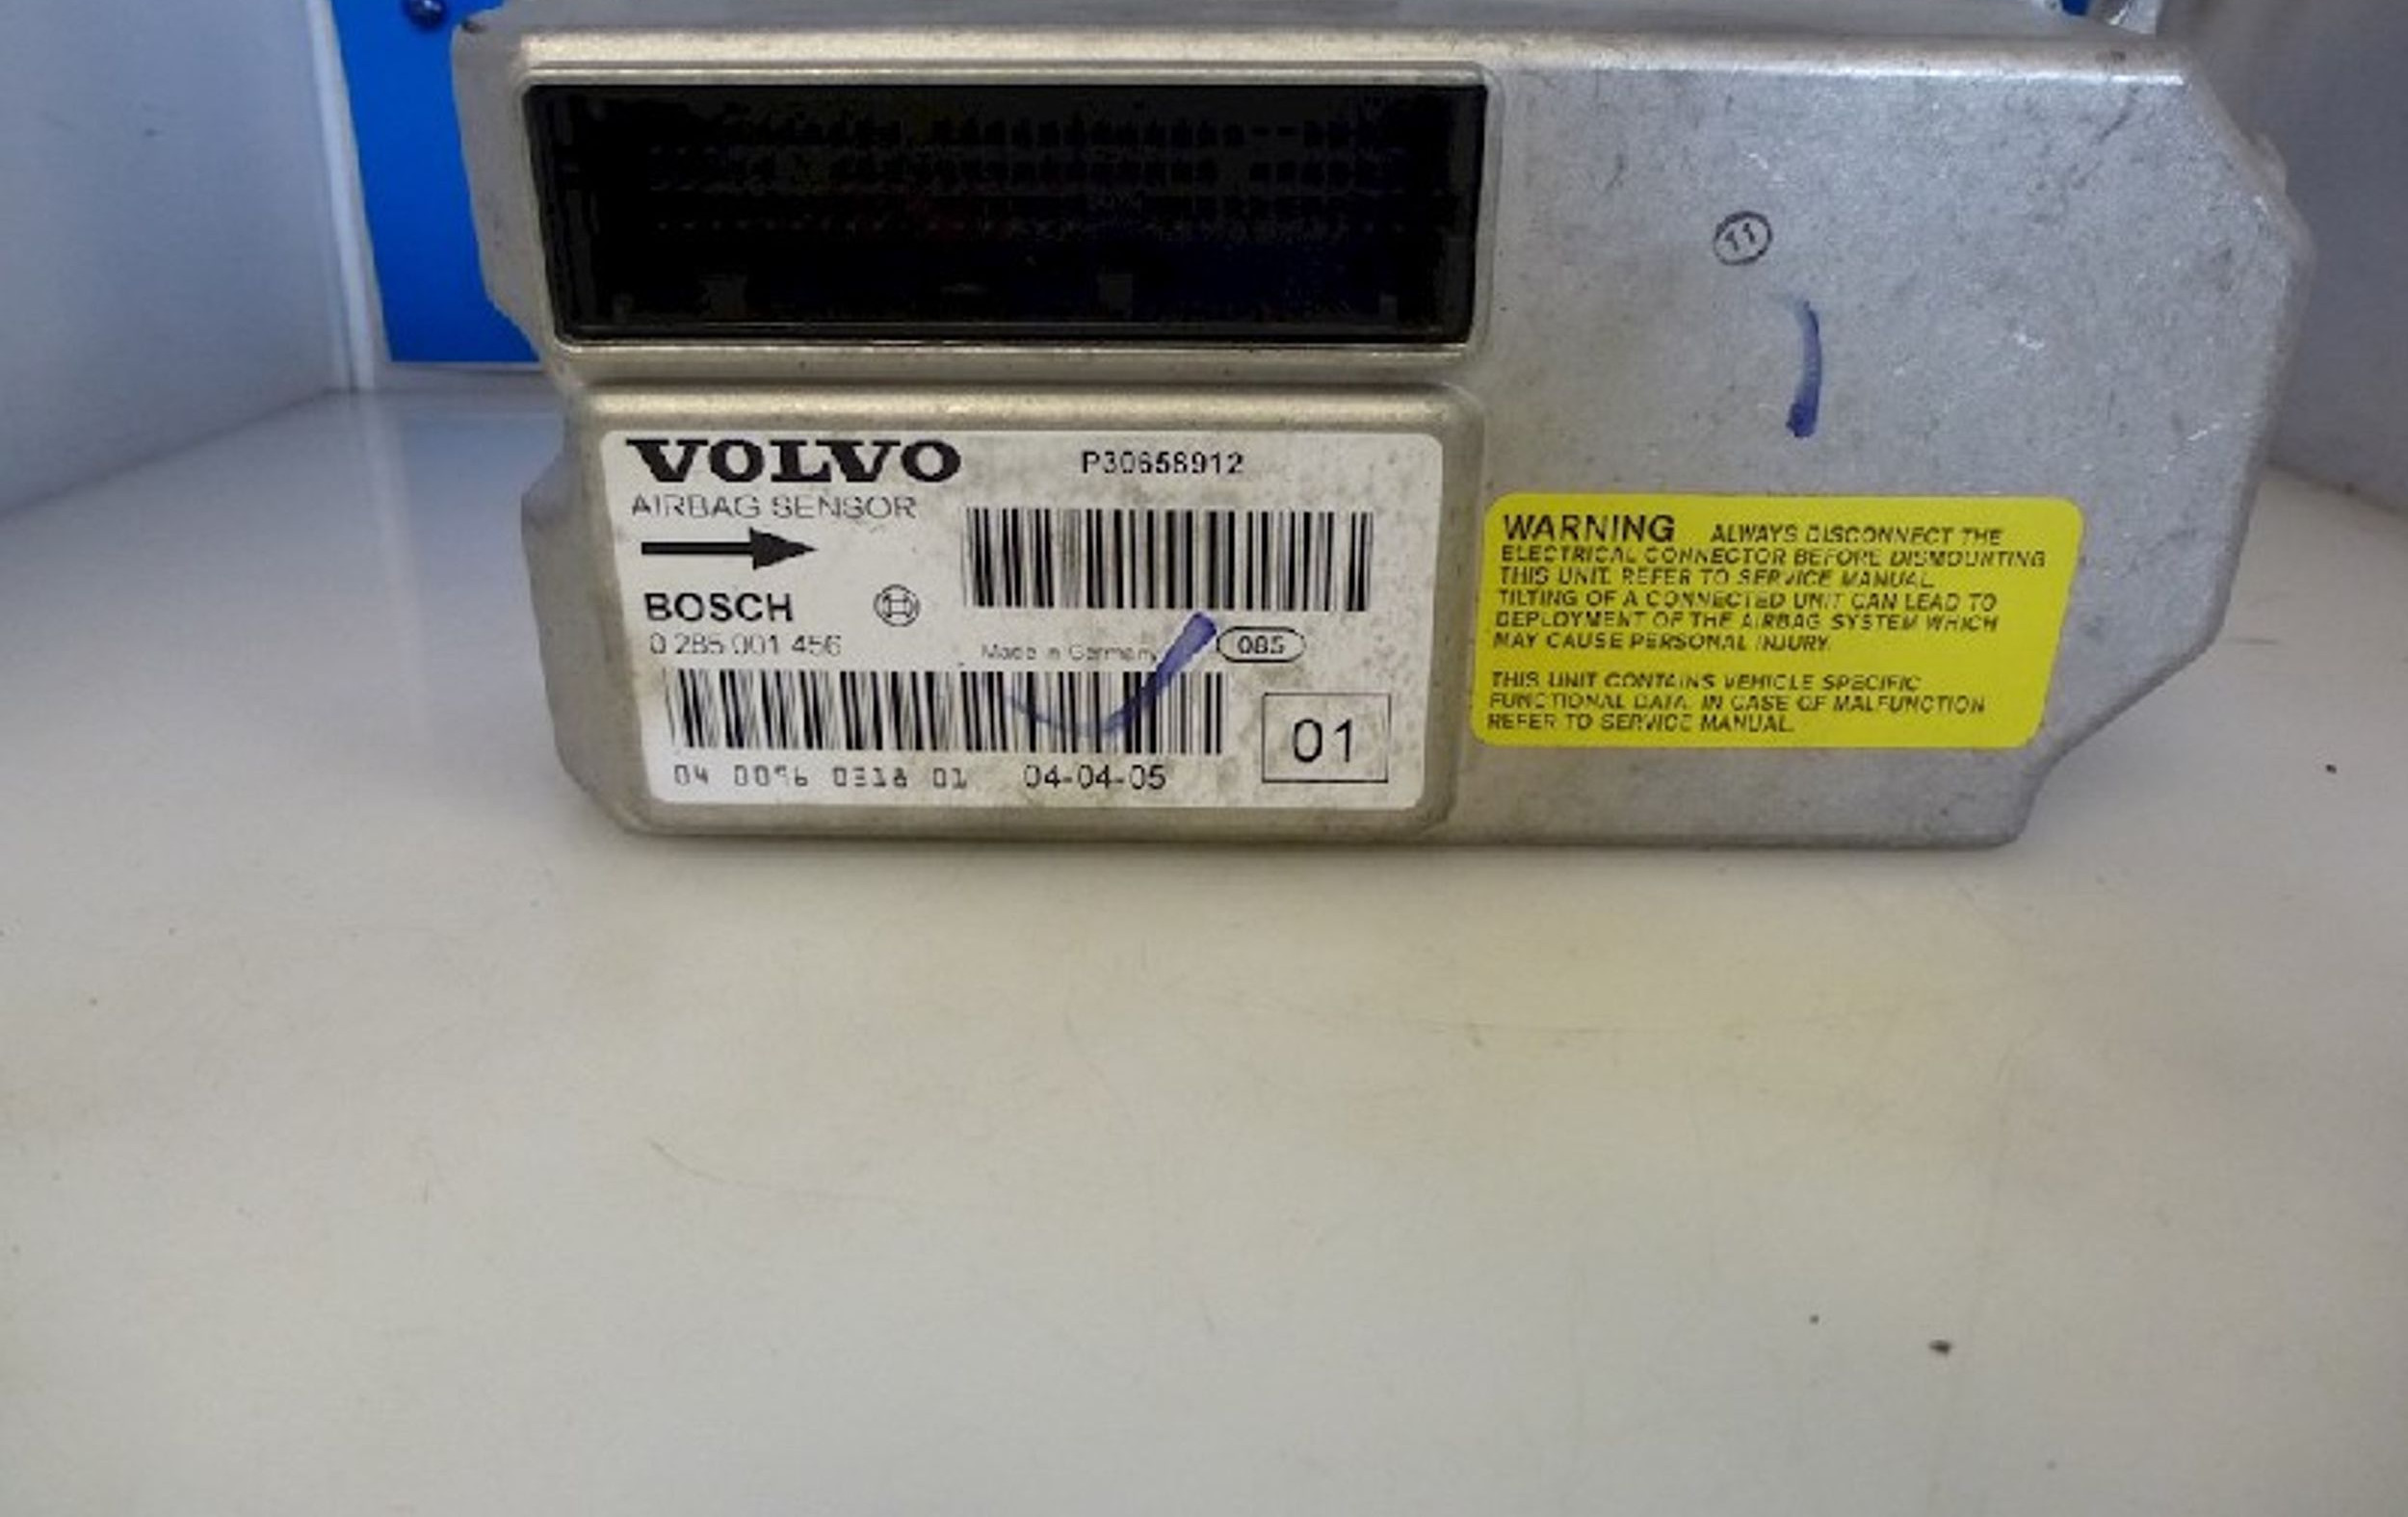 11
VOLVO
P30658912
AIRBAG SENSOR
BOSCH
0 285 001 456
Made in Germany
085
01
04 0096 0318 01
04-04-05
WARNING ALWAYS DISCONNECT THE
ELECTRICAL CONNECTOR BEFORE DISMOUNTING
THIS UNIT. REFER TO SERVICE MANUAL.
TILTING OF A CONNECTED UNIT CAN LEAD TO
DEPLOYMENT OF THE AIRBAG SYSTEM WHICH
MAY CAUSE PERSONAL INJURY.
THIS UNIT CONTAINS VEHICLE SPECIFIC
FUNCTIONAL DATA. IN CASE OF MALFUNCTION
REFER TO SERVICE MANUAL.